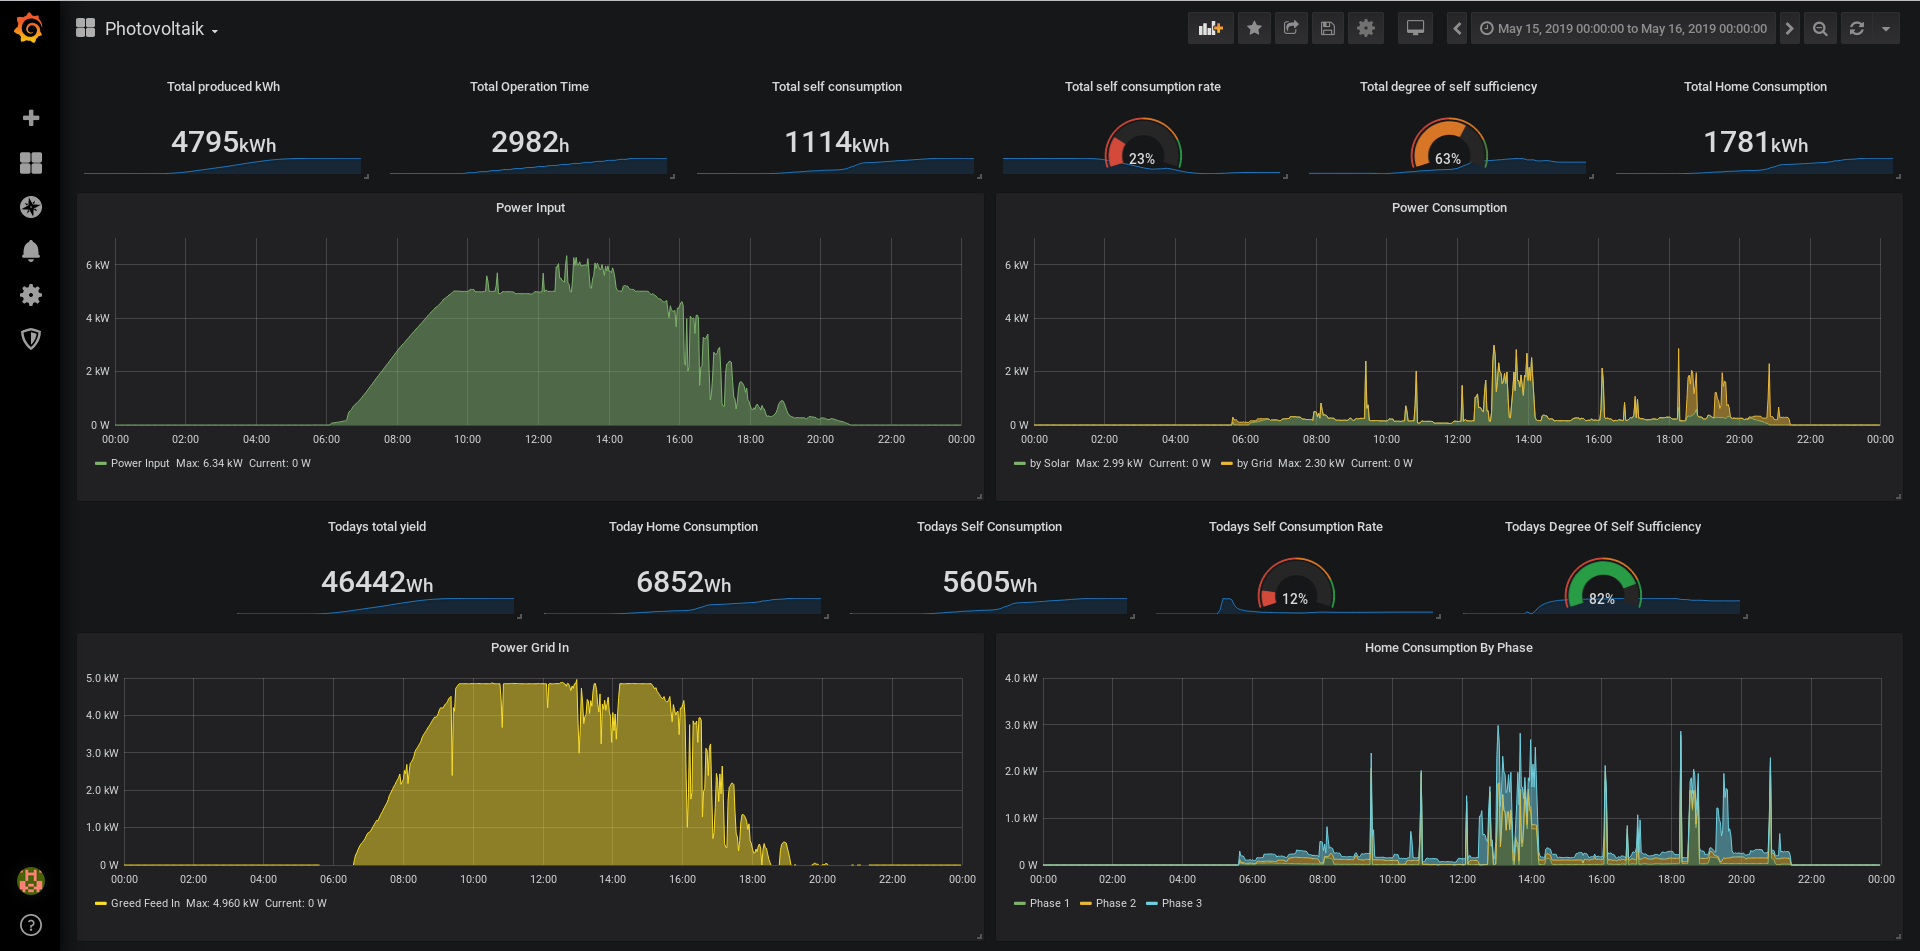 Photovoltaik
May 15, 2019 00:00:00 to May 16, 2019 00:00:00
Total produced kWh
4795kWh
Total Operation Time
2982h
Total self consumption
1114kWh
Total self consumption rate
23%
Total degree of self sufficiency
63%
Total Home Consumption
1781kWh
Power Input
6 kW
4 kW
2 kW
0 W
00:00 02:00 04:00 06:00 08:00 10:00 12:00 14:00 16:00 18:00 20:00 22:00 00:00
Power Input Max: 6.34 kW Current: 0 W
Power Consumption
6 kW
4 kW
2 kW
0 W
00:00 02:00 04:00 06:00 08:00 10:00 12:00 14:00 16:00 18:00 20:00 22:00 00:00
by Solar Max: 2.99 kW Current: 0 W by Grid Max: 2.30 kW Current: 0 W
Todays total yield
46442Wh
Today Home Consumption
6852Wh
Todays Self Consumption
5605Wh
Todays Self Consumption Rate
12%
Todays Degree Of Self Sufficiency
82%
Power Grid In
5.0 kW
4.0 kW
3.0 kW
2.0 kW
1.0 kW
0 W
00:00 02:00 04:00 06:00 08:00 10:00 12:00 14:00 16:00 18:00 20:00 22:00 00:00
Greed Feed In Max: 4.960 kW Current: 0 W
Home Consumption By Phase
4.0 kW
3.0 kW
2.0 kW
1.0 kW
0 W
00:00 02:00 04:00 06:00 08:00 10:00 12:00 14:00 16:00 18:00 20:00 22:00 00:00
Phase 1 Phase 2 Phase 3